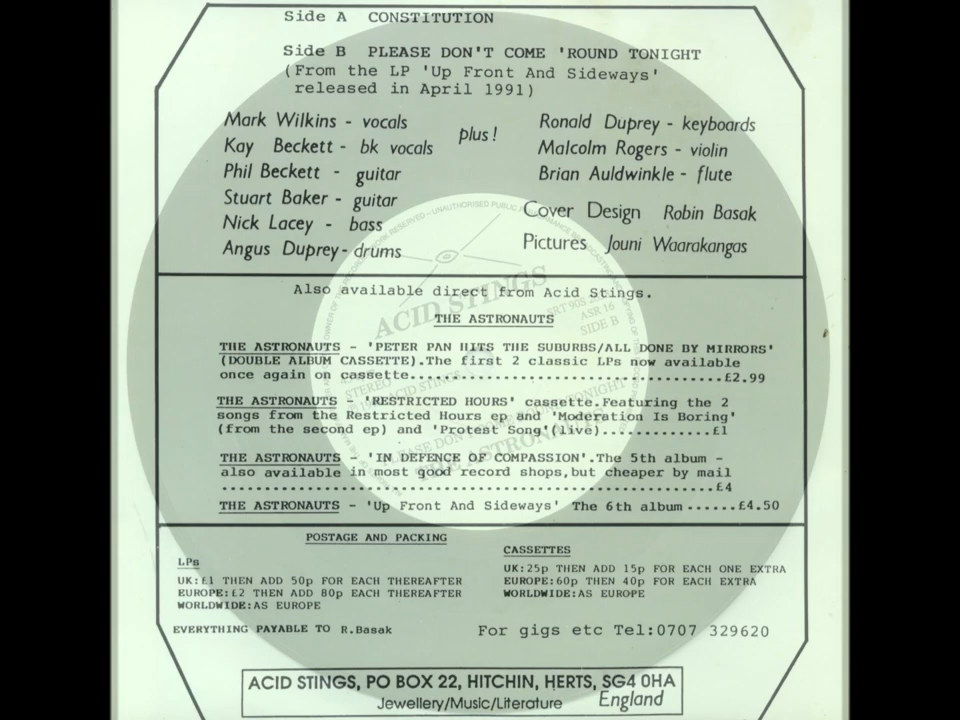 Side A CONSTITUTION
Side B PLEASE DON'T COME 'ROUND TONIGHT
(From the LP 'Up Front And Sideways'
released in April 1991)
Mark Wilkins - vocals
Kay Beckett - bk vocals
Phil Beckett - guitar
Stuart Baker - guitar
Nick Lacey - bass
Angus Duprey - drums
plus!
Ronald Duprey - keyboards
Malcolm Rogers - violin
Brian Auldwinkle - flute
Cover Design Robin Basak
Pictures Jouni Waarakangas
Also available direct from Acid Stings.
THE ASTRONAUTS
THE ASTRONAUTS - 'PETER PAN HITS THE SUBURBS/ALL DONE BY MIRRORS'
(DOUBLE ALBUM CASSETTE).The first 2 classic LPs now available
once again on cassette.......................................£2.99
THE ASTRONAUTS - 'RESTRICTED HOURS' cassette.Featuring the 2
songs from the Restricted Hours ep and 'Moderation Is Boring'
(from the second ep) and 'Protest Song'(live).............£1
THE ASTRONAUTS - 'IN DEFENCE OF COMPASSION'.The 5th album -
also available in most good record shops,but cheaper by mail
...............................................................£4
THE ASTRONAUTS - 'Up Front And Sideways' The 6th album ......£4.50
POSTAGE AND PACKING
LPs
UK:£1 THEN ADD 50p FOR EACH THEREAFTER
EUROPE:£2 THEN ADD 80p EACH THEREAFTER
WORLDWIDE:AS EUROPE
CASSETTES
UK:25p THEN ADD 15p FOR EACH ONE EXTRA
EUROPE:60p THEN 40p FOR EACH EXTRA
WORLDWIDE:AS EUROPE
EVERYTHING PAYABLE TO R.Basak
For gigs etc Tel:0707 329620
ACID STINGS, PO BOX 22, HITCHIN, HERTS, SG4 0HA
Jewellery/Music/Literature England
ACID STINGS
ASR 16
SIDE B
STEREO
THE ASTRONAUTS